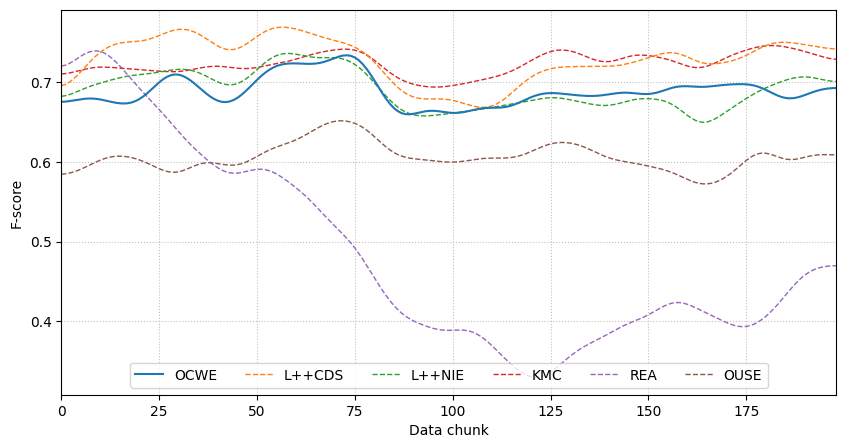 F-score
0.7
0.6
0.5
0.4
OCWE L++CDS L++NIE KMC REA OUSE
0 25 50 75 100 125 150 175
Data chunk